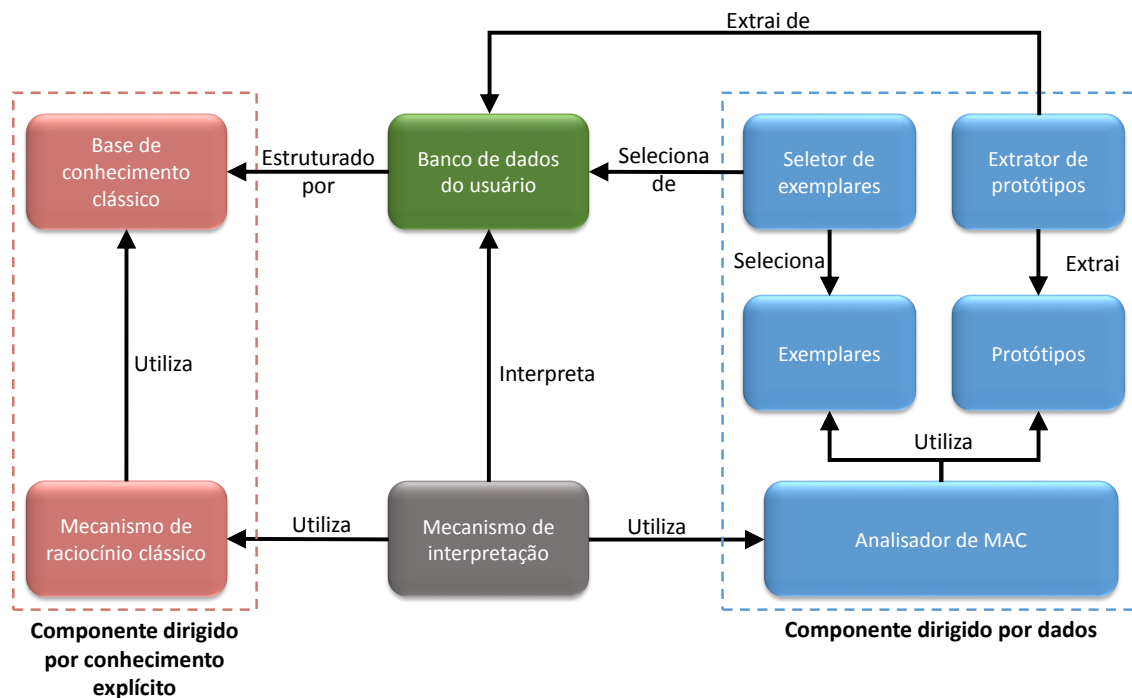 Extrai de
Base de
conhecimento
clássico
Estruturado
por
Banco de dados
do usuário
Seleciona
de
Seletor de
exemplares
Extrator de
protótipos
Seleciona
Extrai
Utiliza
Interpreta
Exemplares
Protótipos
Utiliza
Mecanismo de
raciocínio clássico
Utiliza
Mecanismo de
interpretação
Utiliza
Analisador de MAC
Componente dirigido
por conhecimento
explícito
Componente dirigido por dados